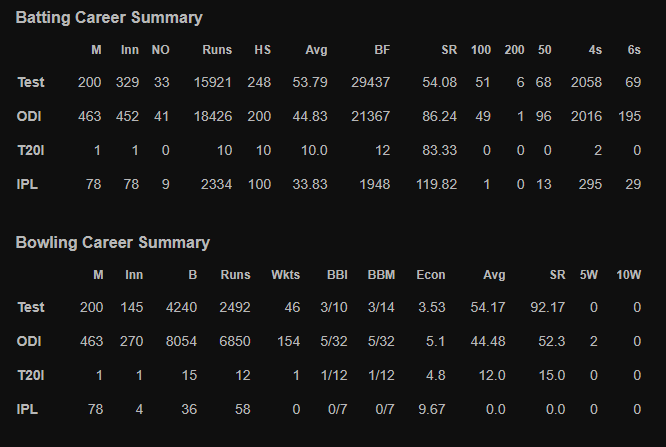 Batting Career Summary
M Inn NO Runs HS Avg BF SR 100 200 50 4s 6s
Test 200 329 33 15921 248 53.79 29437 54.08 51 6 68 2058 69
ODI 463 452 41 18426 200 44.83 21367 86.24 49 1 96 2016 195
T20I 1 1 0 10 10 10.0 12 83.33 0 0 0 2 0
IPL 78 78 9 2334 100 33.83 1948 119.82 1 0 13 295 29
Bowling Career Summary
M Inn B Runs Wkts BBI BBM Econ Avg SR 5W 10W
Test 200 145 4240 2492 46 3/10 3/14 3.53 54.17 92.17 0 0
ODI 463 270 8054 6850 154 5/32 5/32 5.1 44.48 52.3 2 0
T20I 1 1 15 12 1 1/12 1/12 4.8 12.0 15.0 0 0
IPL 78 4 36 58 0 0/7 0/7 9.67 0.0 0.0 0 0